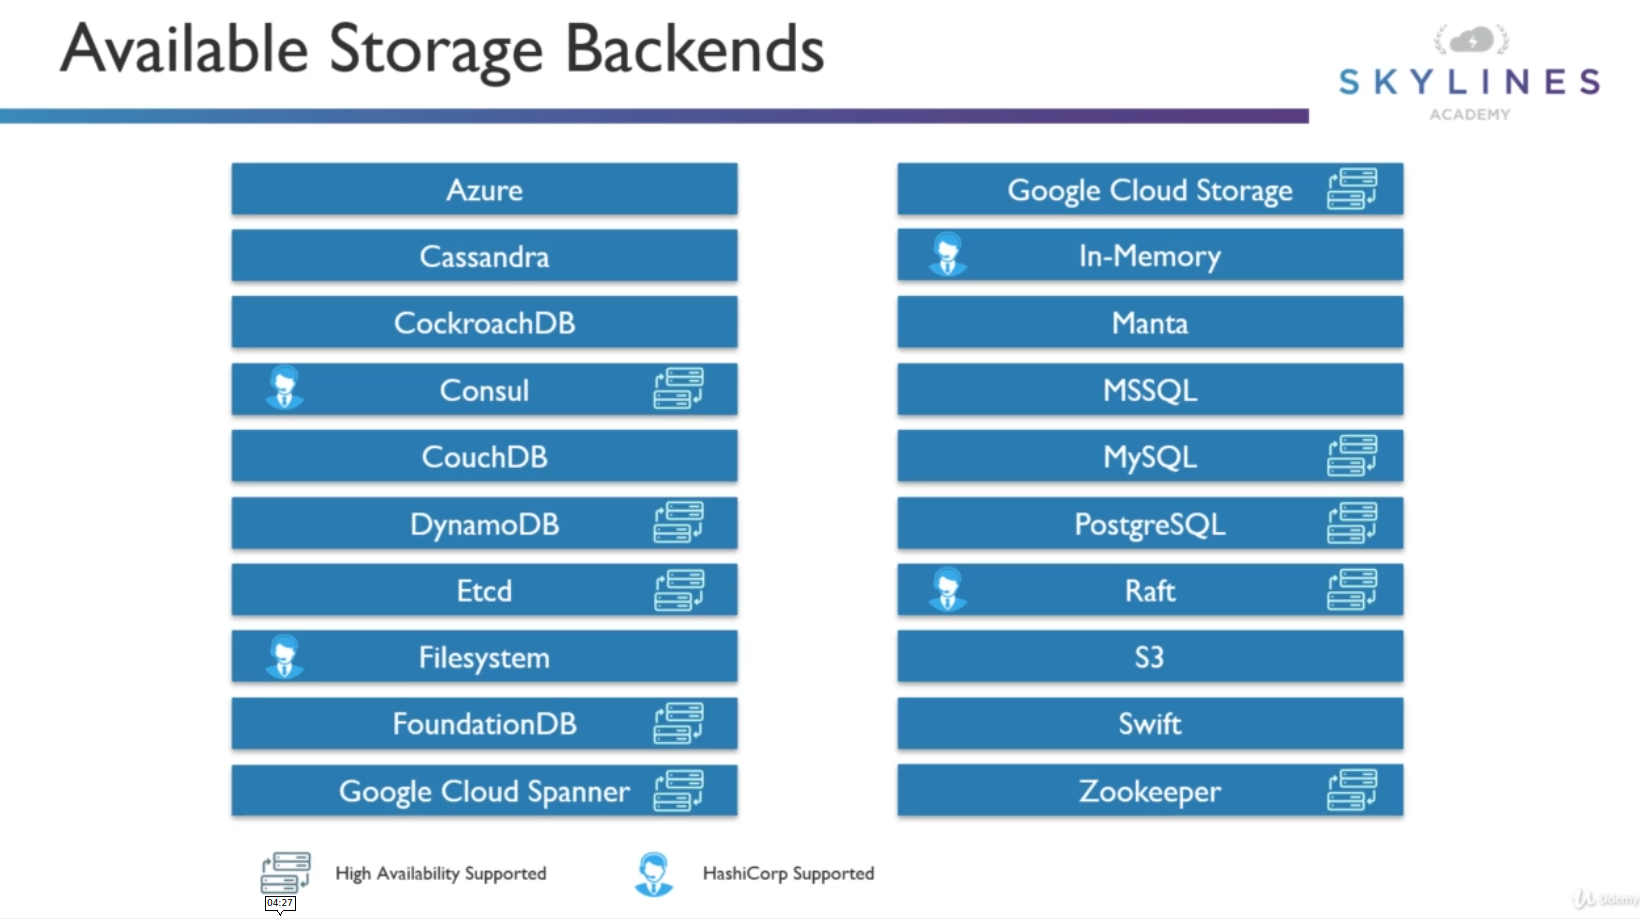 Available Storage Backends
SKYLINES
ACADEMY
Azure
Cassandra
CockroachDB
Consul
CouchDB
DynamoDB
Etcd
Filesystem
FoundationDB
Google Cloud Spanner
Google Cloud Storage
In-Memory
Manta
MSSQL
MySQL
PostgreSQL
Raft
S3
Swift
Zookeeper
High Availability Supported
HashiCorp Supported
04:27
Udemy